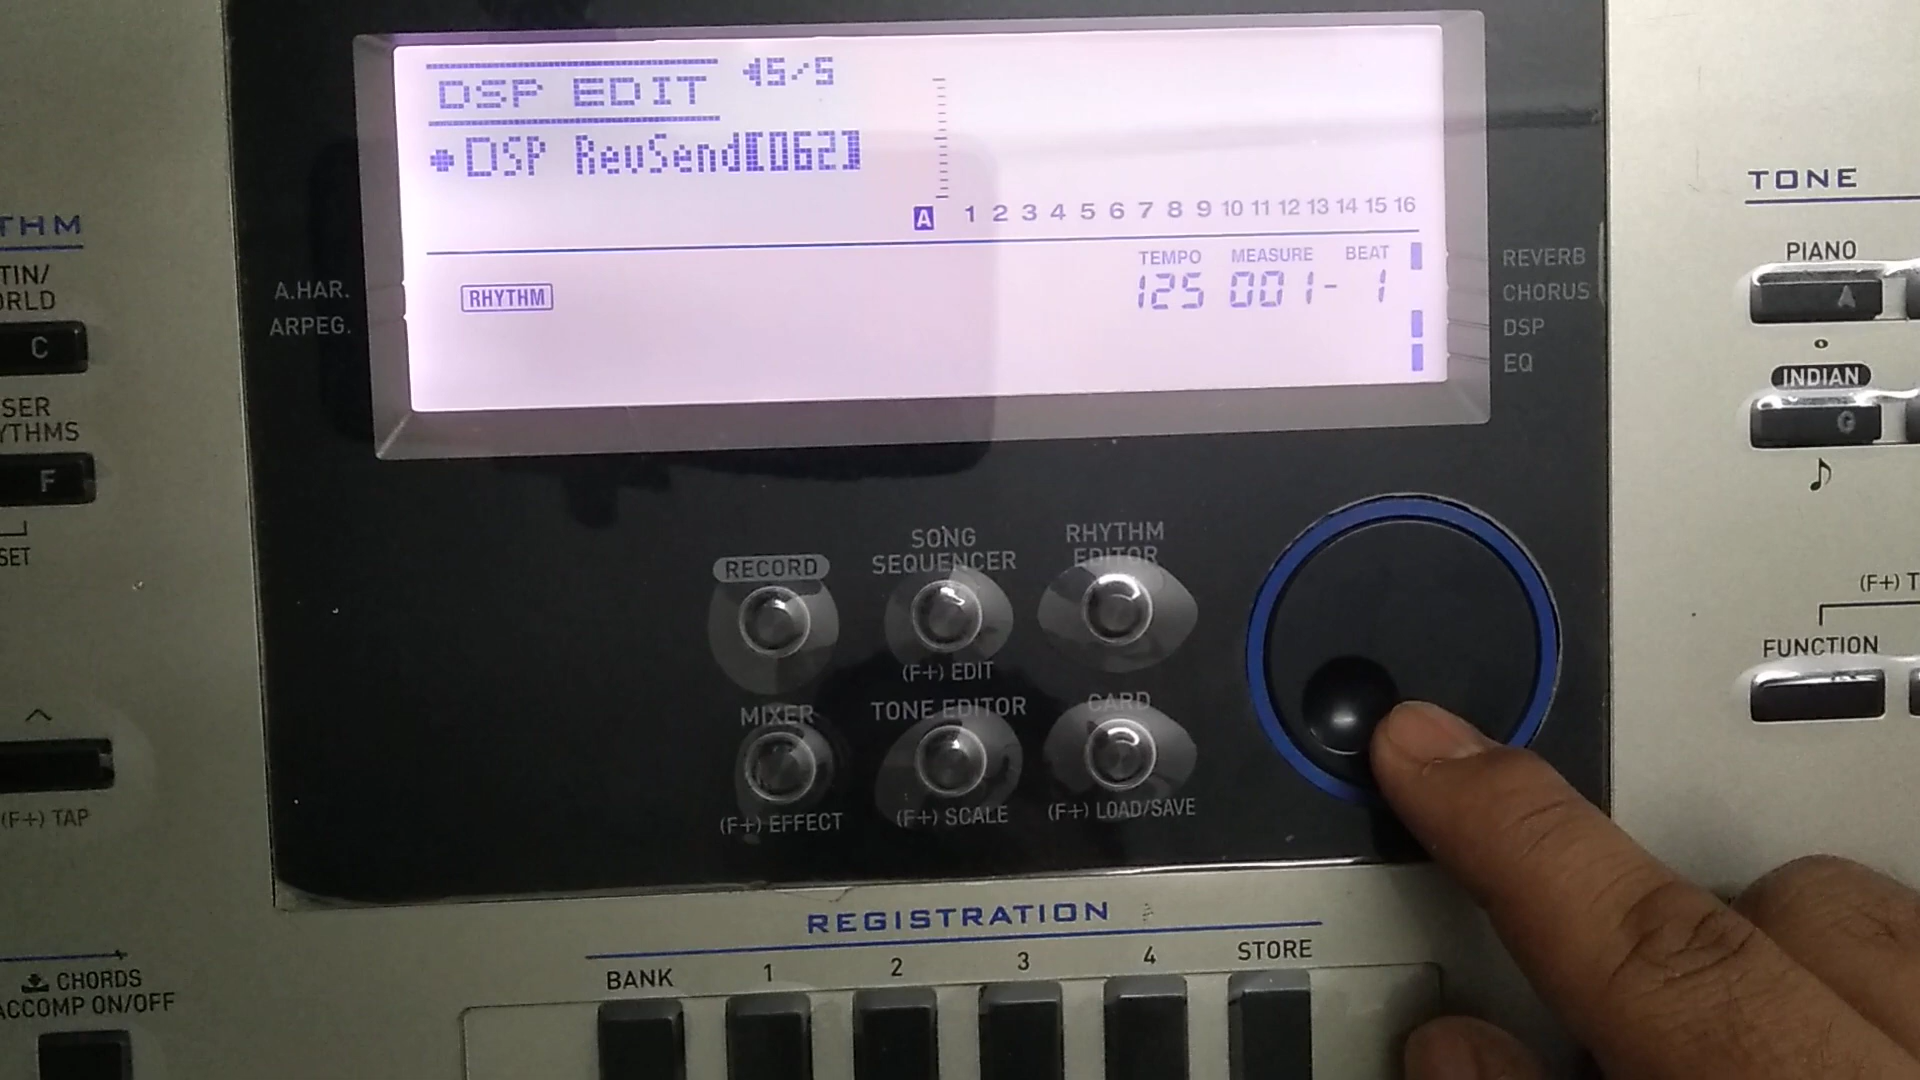 DSP EDIT 5/5
DSP RevSend[062]
A 1 2 3 4 5 6 7 8 9 10 11 12 13 14 15 16
TEMPO MEASURE BEAT
125 001- 1
RHYTHM
A.HAR.
ARPEG.
REVERB
CHORUS
DSP
EQ
THM
TIN/
ORLD
C
SER
YTHMS
F
SET
(F+) TAP
CHORDS
ACCOMP ON/OFF
RECORD
SONG
SEQUENCER
RHYTHM
EDITOR
(F+) EDIT
MIXER
TONE EDITOR
CARD
(F+) EFFECT
(F+) SCALE
(F+) LOAD/SAVE
TONE
PIANO
A
INDIAN
G
(F+) T
FUNCTION
REGISTRATION
BANK 1 2 3 4 STORE